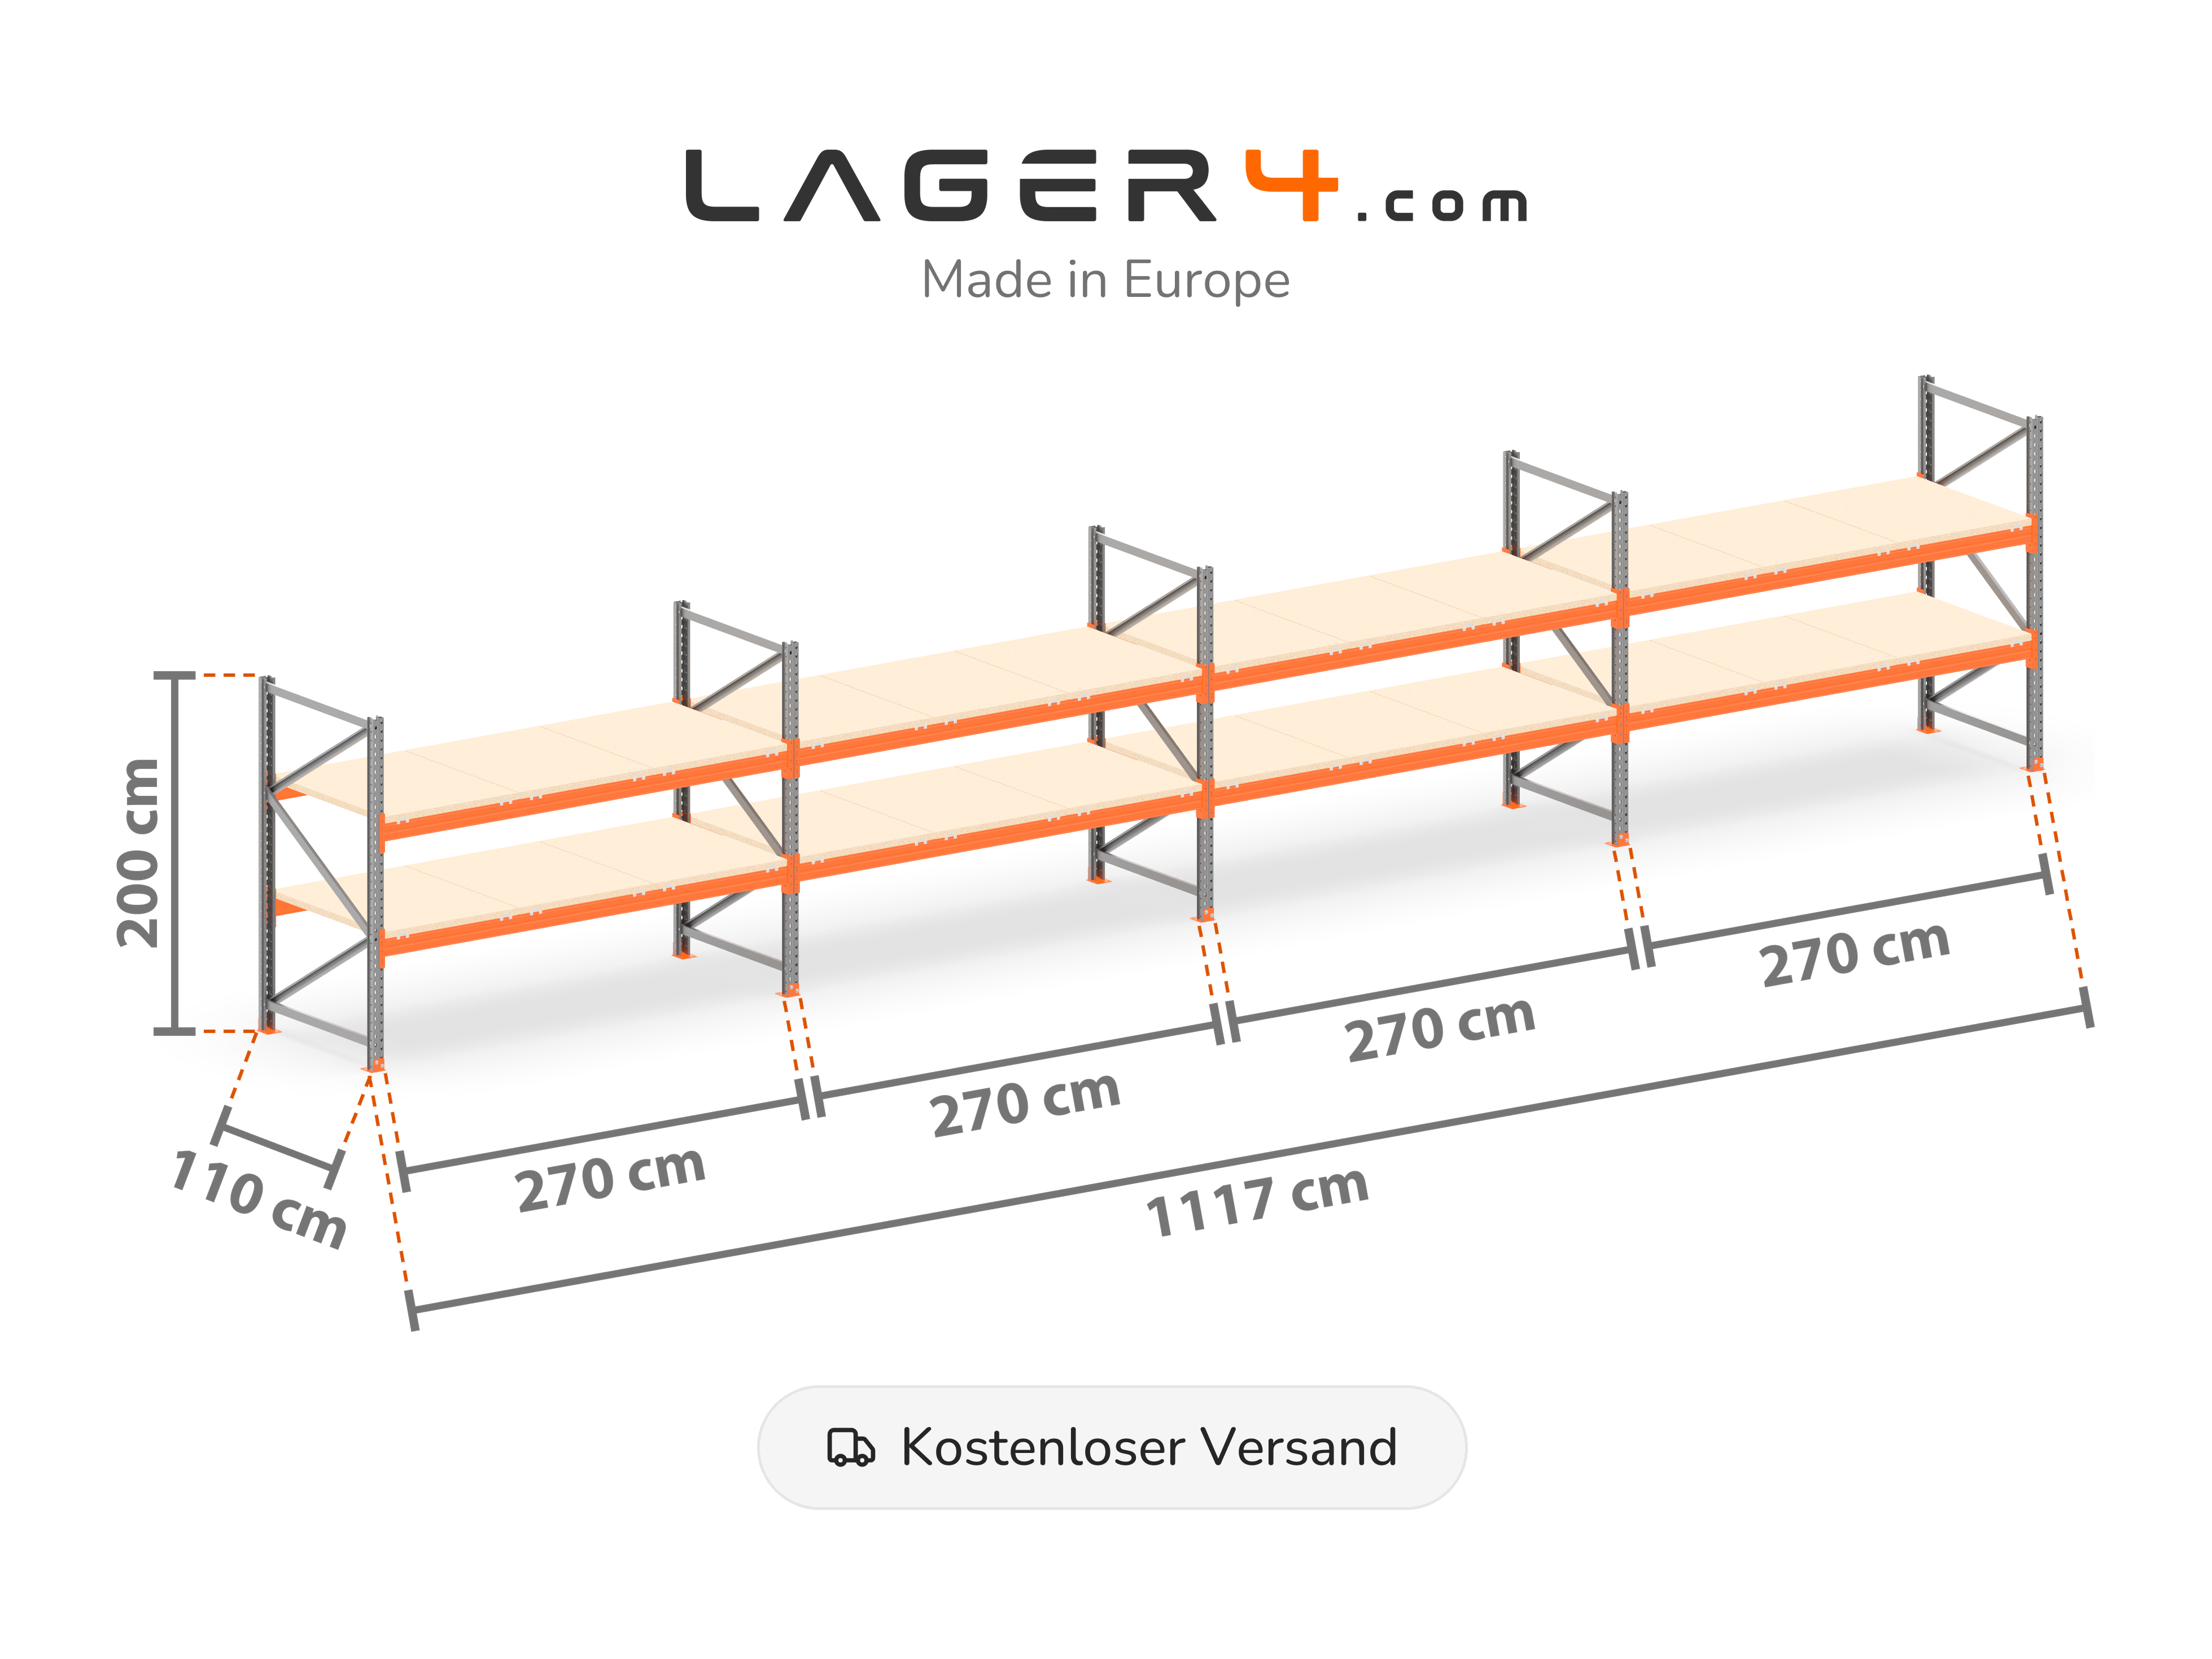 LAGER4.com
Made in Europe
200 cm
110 cm
270 cm
270 cm
270 cm
270 cm
1117 cm
Kostenloser Versand